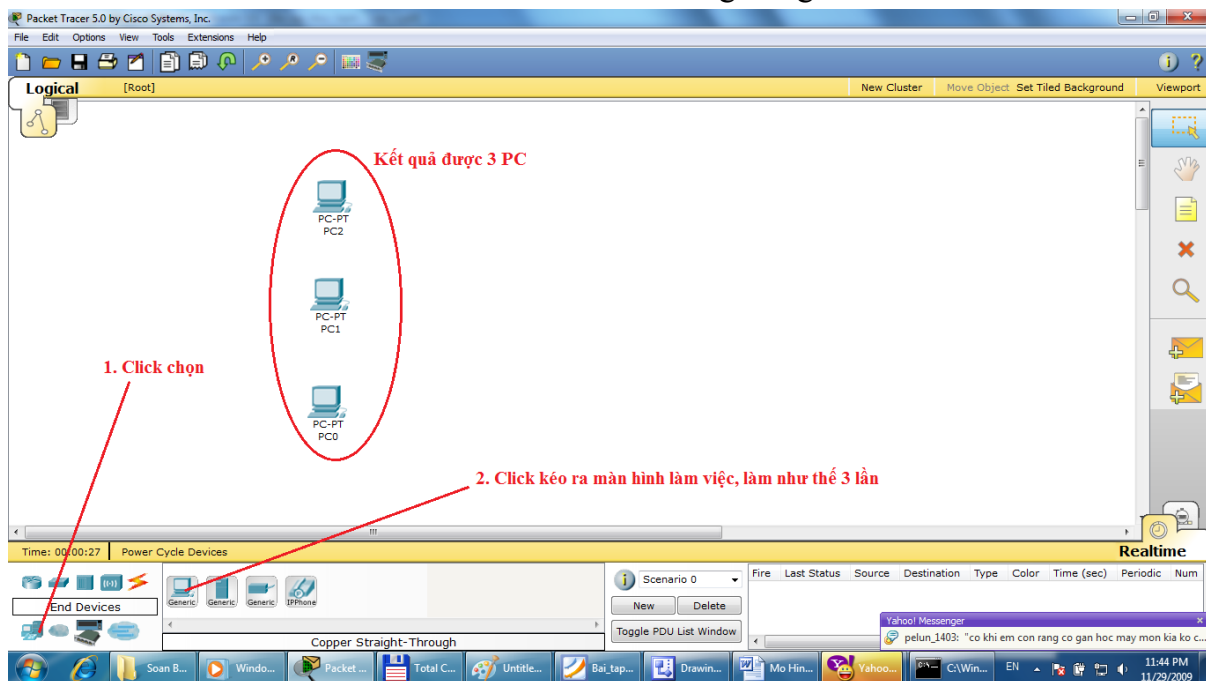 Packet Tracer 5.0 by Cisco Systems, Inc.
File Edit Options View Tools Extensions Help
Logical [Root] New Cluster Move Object Set Tiled Background Viewport
Kết quả được 3 PC
PC-PT
PC2
PC-PT
PC1
1. Click chọn
PC-PT
PC0
2. Click kéo ra màn hình làm việc, làm như thế 3 lần
Time: 00:00:27 Power Cycle Devices Realtime
End Devices
Generic Generic Generic IPPhone
Copper Straight-Through
Scenario 0
New Delete
Toggle PDU List Window
Fire Last Status Source Destination Type Color Time (sec) Periodic Num
Yahoo! Messenger
pelun_1403: "co khi em con rang co gan hoc may mon kia ko c...
Soan B... Windo... Packet ... Total C... Untitle... Bai_tap... Drawin... Mo Hin... Yahoo... C:\Win... EN 11:44 PM
11/29/2009